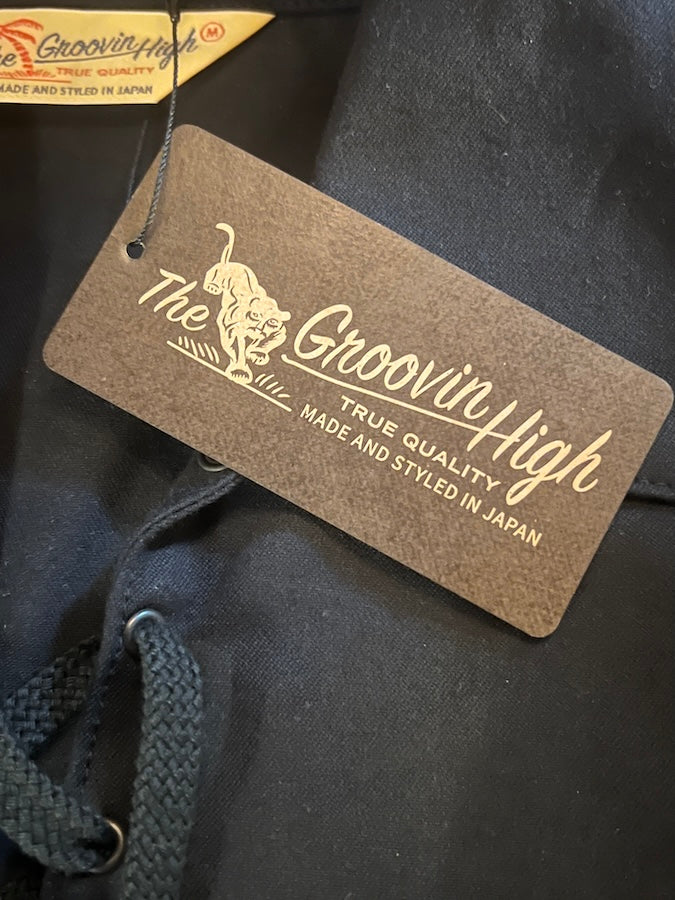 The Groovin High M
TRUE QUALITY
MADE AND STYLED IN JAPAN
The Groovin High
TRUE QUALITY
MADE AND STYLED IN JAPAN